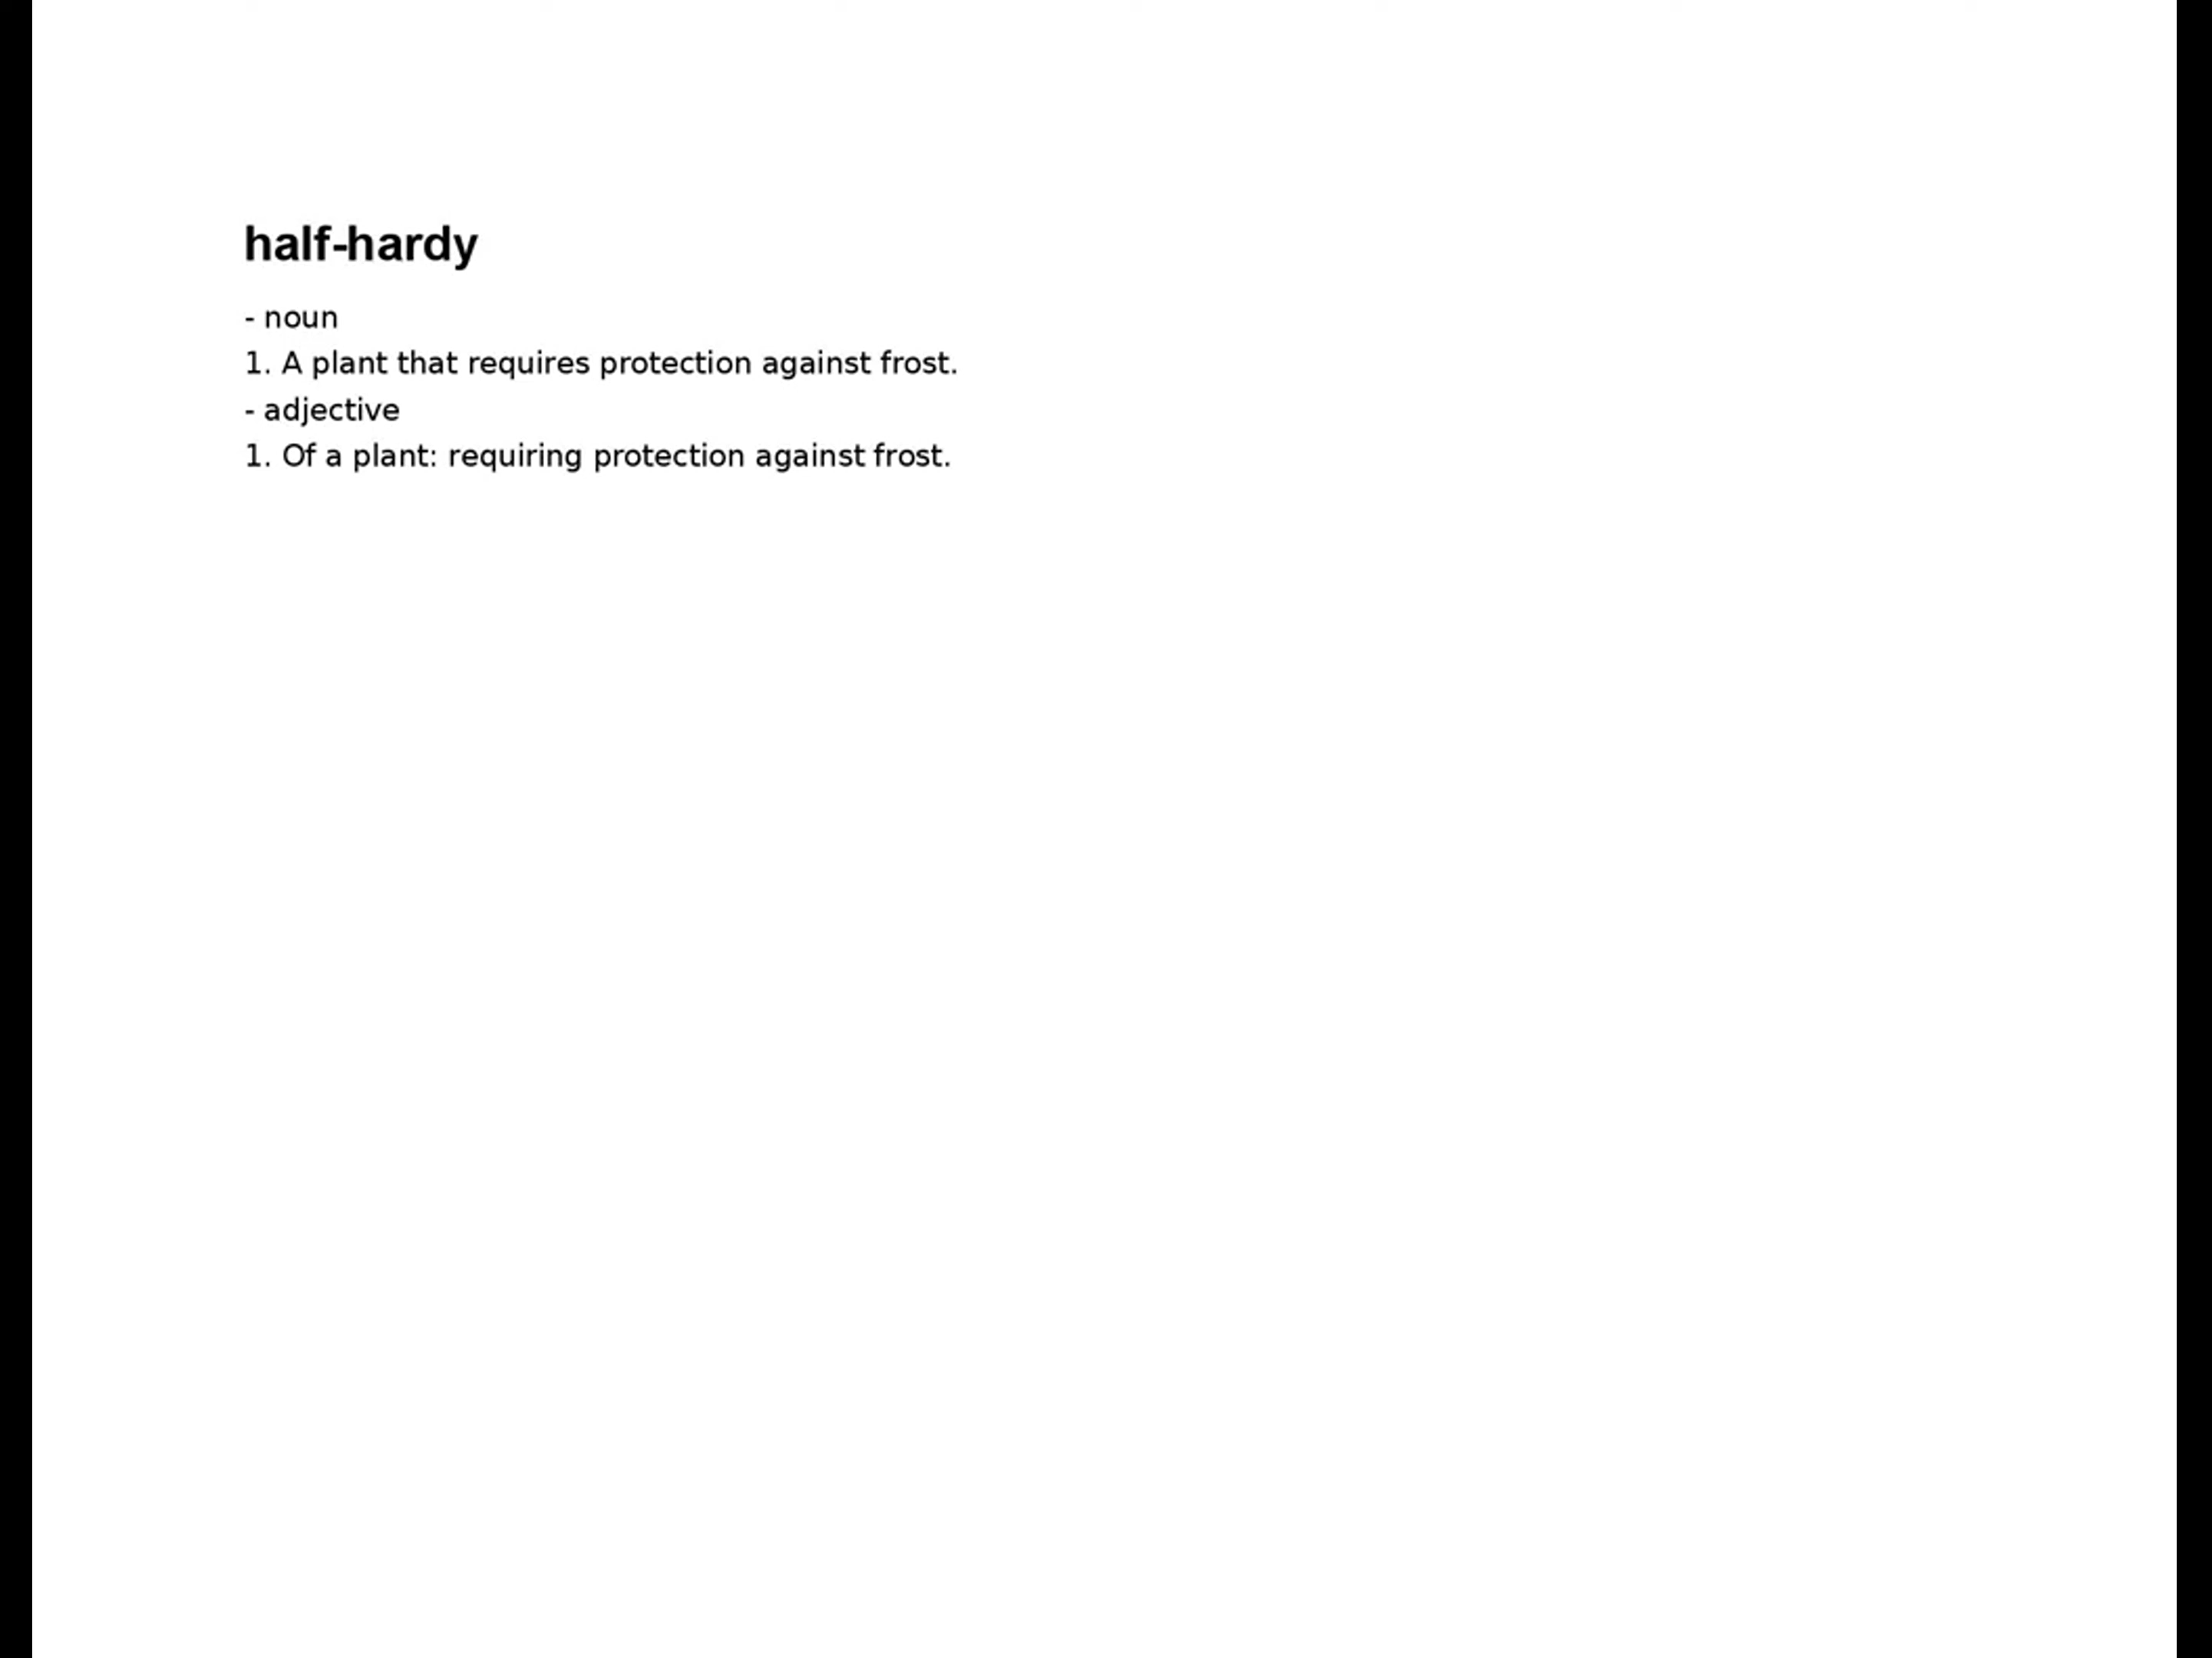 half-hardy
- noun
1. A plant that requires protection against frost.
- adjective
1. Of a plant: requiring protection against frost.